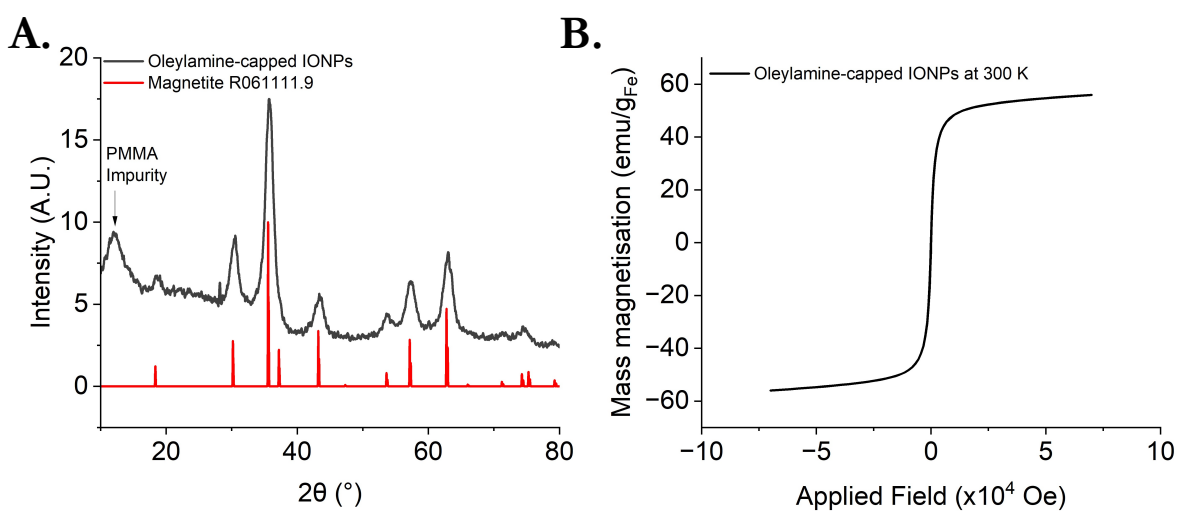 A.
Oleylamine-capped IONPs
Magnetite R061111.9
PMMA
Impurity
Intensity (A.U.)
20
15
10
5
0
20
40
60
80
2θ (°)
B.
Oleylamine-capped IONPs at 300 K
Mass magnetisation (emu/gFe)
60
40
20
0
−20
−40
−60
−10
−5
0
5
10
Applied Field (x10⁴ Oe)